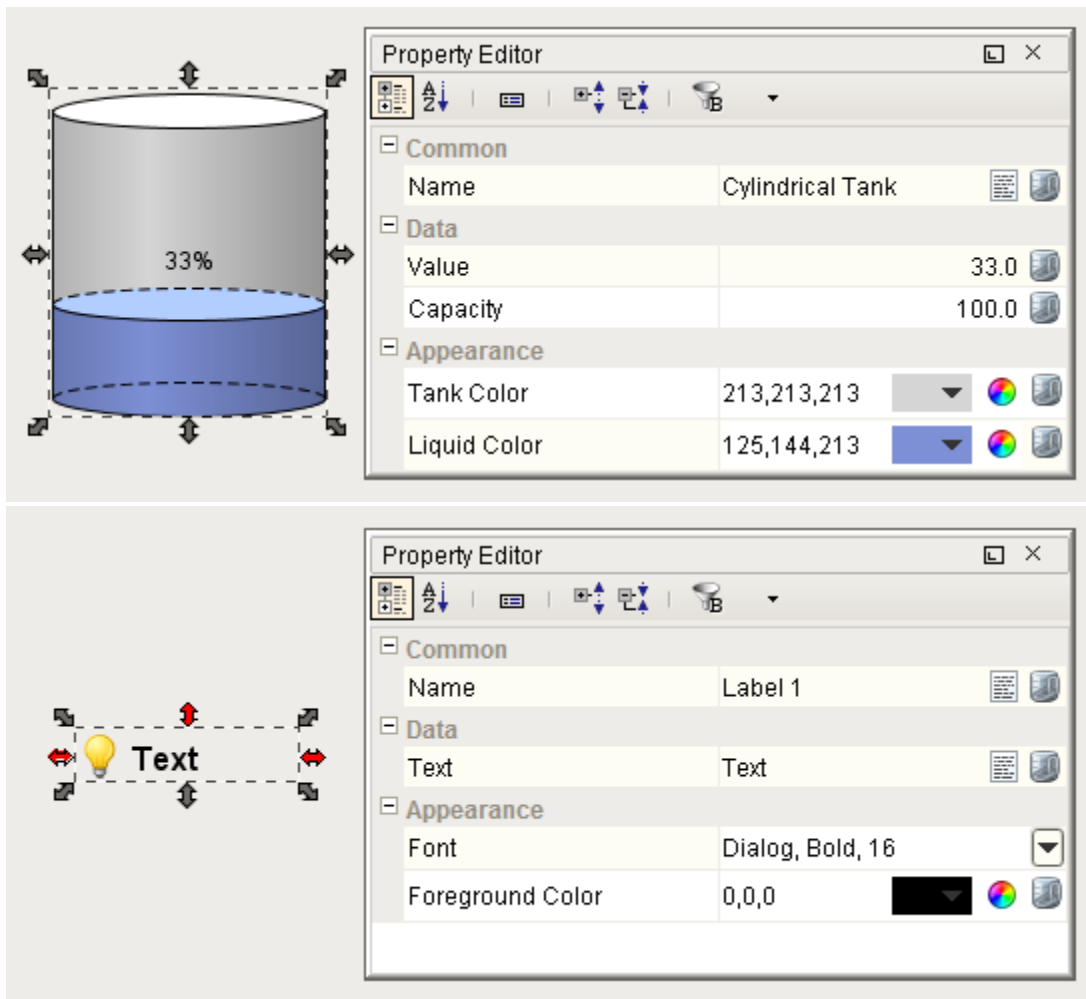 Property Editor
Common
Name Cylindrical Tank
Data
33%
Value 33.0
Capacity 100.0
Appearance
Tank Color 213,213,213
Liquid Color 125,144,213
Property Editor
Common
Name Label 1
Data
Text
Text Text
Appearance
Font Dialog, Bold, 16
Foreground Color 0,0,0